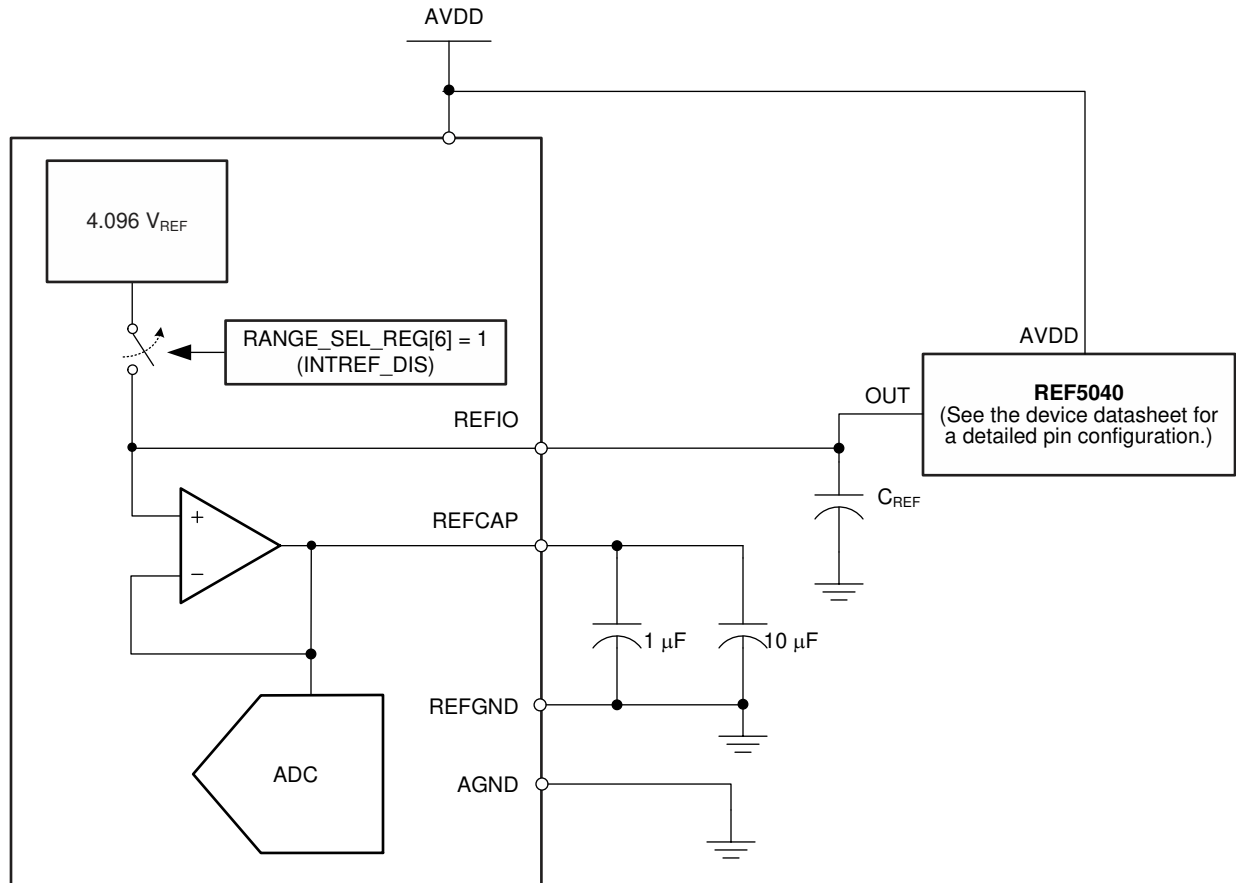 AVDD
4.096 VREF
RANGE_SEL_REG[6] = 1
(INTREF_DIS)
AVDD
OUT
REF5040
(See the device datasheet for
a detailed pin configuration.)
REFIO
CREF
+
−
REFCAP
1 μF
10 μF
REFGND
ADC
AGND